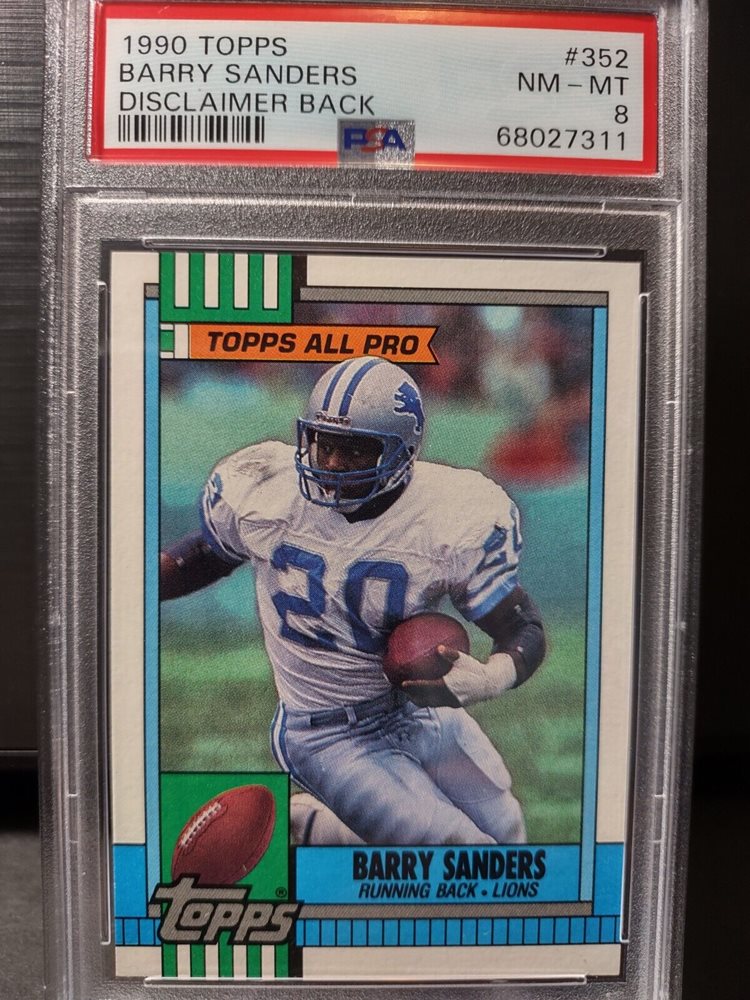 1990 TOPPS
#352
BARRY SANDERS
NM - MT
DISCLAIMER BACK
8
PSA
68027311
TOPPS ALL PRO
20
20
BARRY SANDERS
RUNNING BACK • LIONS
topps®